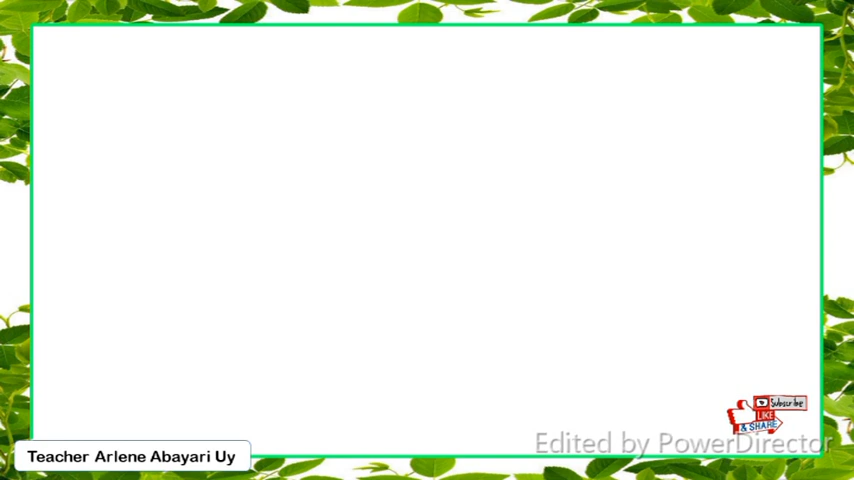 Subscribe
LIKE
& SHARE
Edited by PowerDirector
Teacher Arlene Abayari Uy